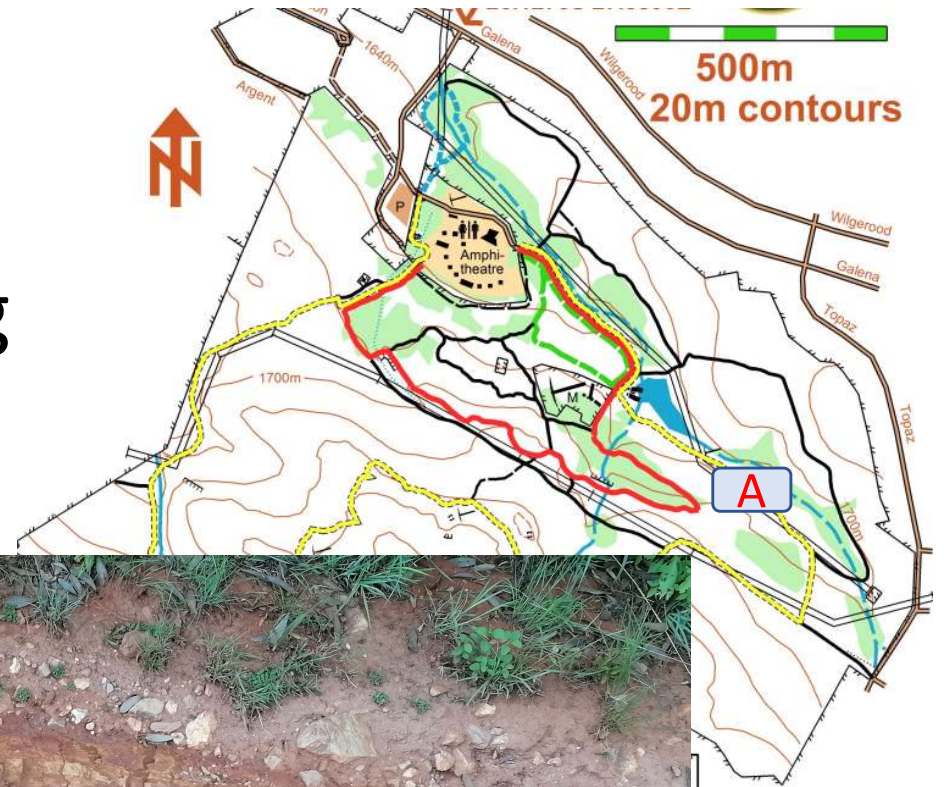 Galena
Wilgerood
500m
20m contours
1640m
Argent
N
P
Amphi-
theatre
Wilgerood
Galena
Topaz
1700m
M
Topaz
A
1700m
g